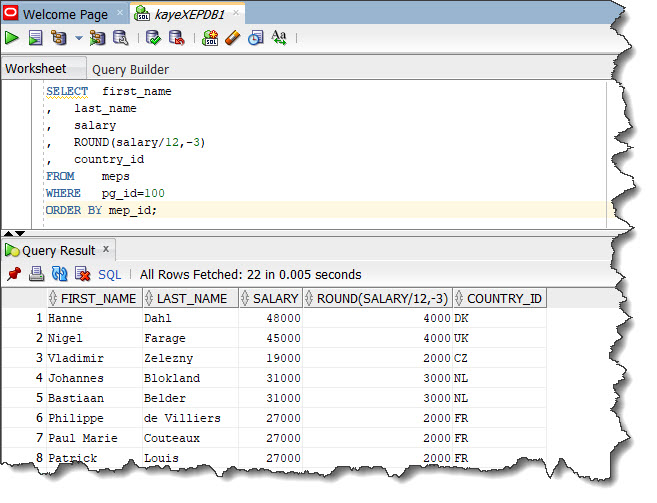 Welcome Page kayeXEPDB1
Worksheet Query Builder
SELECT first_name
, last_name
, salary
, ROUND(salary/12,-3)
, country_id
FROM meps
WHERE pg_id=100
ORDER BY mep_id;
Query Result x
SQL | All Rows Fetched: 22 in 0.005 seconds
FIRST_NAME LAST_NAME SALARY ROUND(SALARY/12,-3) COUNTRY_ID
1 Hanne Dahl 48000 4000 DK
2 Nigel Farage 45000 4000 UK
3 Vladimir Zelezny 19000 2000 CZ
4 Johannes Blokland 31000 3000 NL
5 Bastiaan Belder 31000 3000 NL
6 Philippe de Villiers 27000 2000 FR
7 Paul Marie Couteaux 27000 2000 FR
8 Patrick Louis 27000 2000 FR